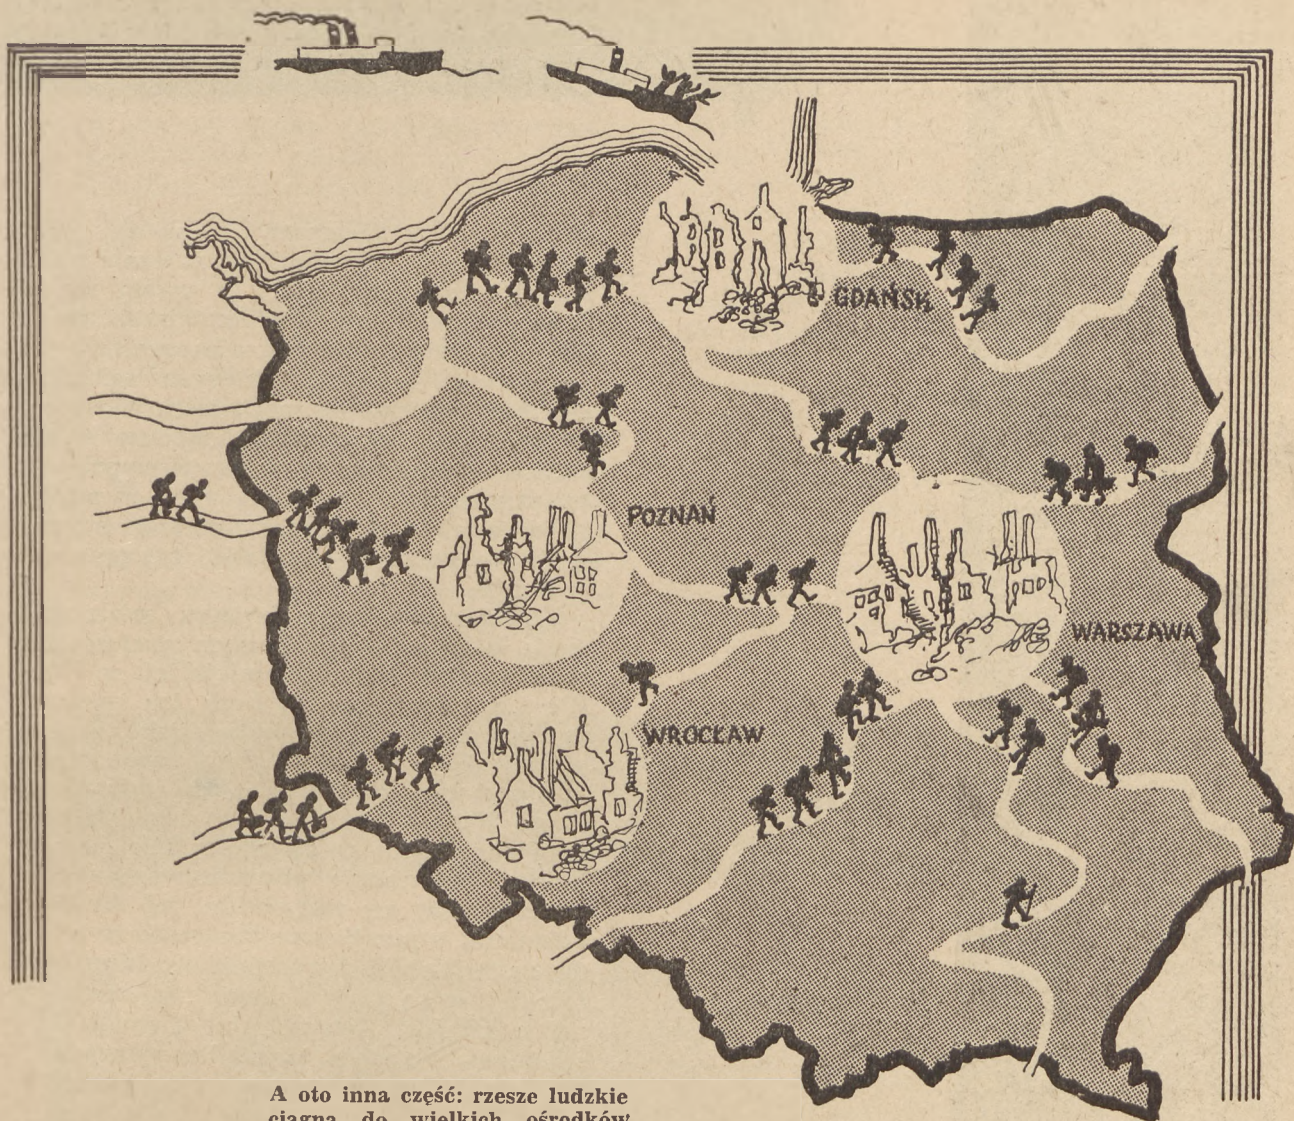 GDAŃSK
POZNAŃ
WARSZAWA
WROCŁAW
A oto inna część: rzesze ludzkie
ciągną do wielkich ośrodków